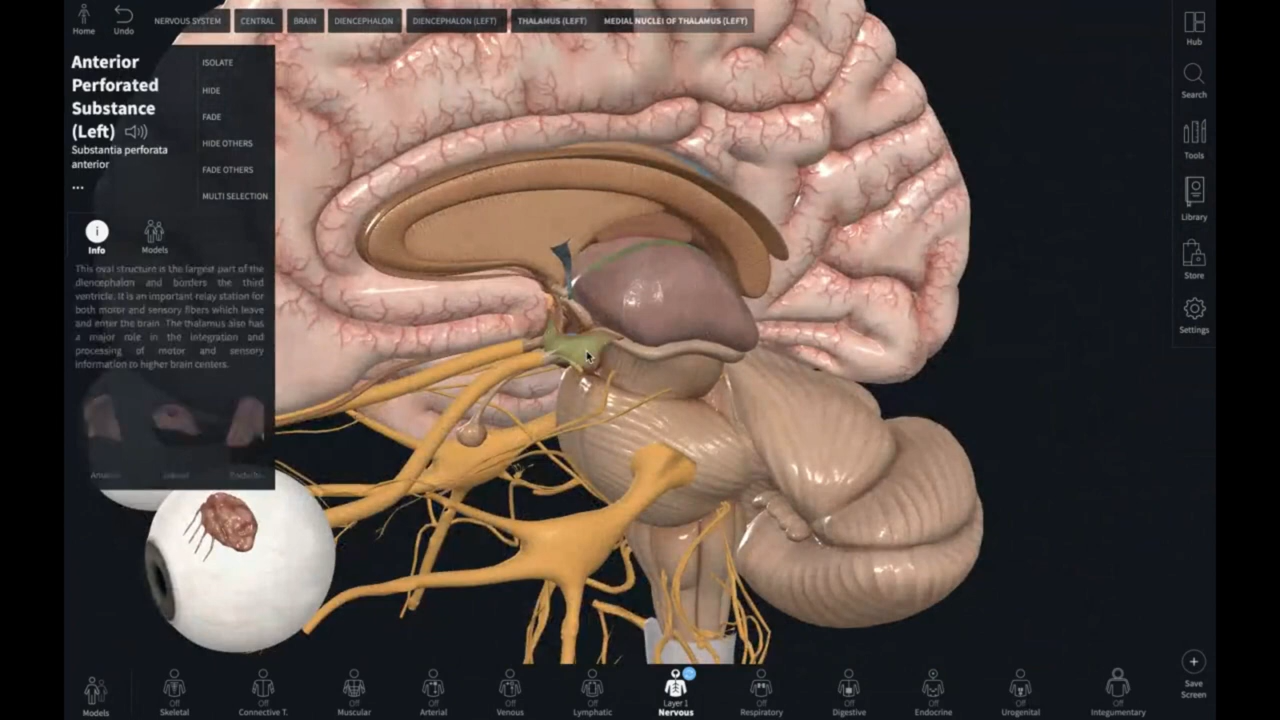 NERVOUS SYSTEM CENTRAL BRAIN DIENCEPHALON DIENCEPHALON (LEFT) THALAMUS (LEFT) MEDIAL NUCLEI OF THALAMUS (LEFT)
Home Undo
Anterior
Perforated
Substance
(Left)
Substantia perforata
anterior
...
ISOLATE
HIDE
FADE
HIDE OTHERS
FADE OTHERS
MULTI SELECTION
Info Models
This oval structure is the largest part of the
diencephalon and borders the third
ventricle. It is an important relay station for
both motor and sensory fibers which leave
and enter the brain. The thalamus also has
a major role in the integration and
processing of motor and sensory
information to higher brain centers.
Hub
Search
Tools
Library
Store
Settings
Save
Screen
Off Off Off Off Off Off Layer 1 Off Off Off Off Off
Models Skeletal Connective T. Muscular Arterial Venous Lymphatic Nervous Respiratory Digestive Endocrine Urogenital Integumentary